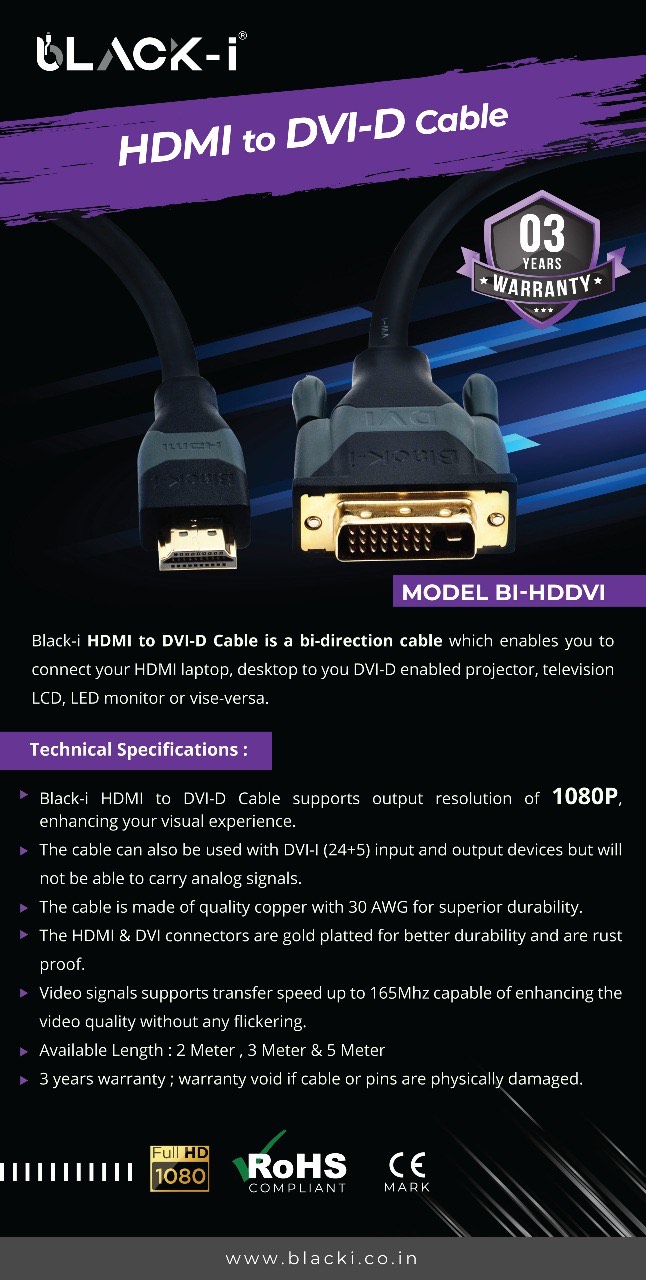 bLACK-i®
HDMI to DVI-D Cable
03
YEARS
WARRANTY
VW-1
HDMI
Black-i
DVI
Black-i
MODEL BI-HDDVI
Black-i HDMI to DVI-D Cable is a bi-direction cable which enables you to
connect your HDMI laptop, desktop to you DVI-D enabled projector, television
LCD, LED monitor or vise-versa.
Technical Specifications :
Black-i HDMI to DVI-D Cable supports output resolution of 1080P,
enhancing your visual experience.
The cable can also be used with DVI-I (24+5) input and output devices but will
not be able to carry analog signals.
The cable is made of quality copper with 30 AWG for superior durability.
The HDMI & DVI connectors are gold platted for better durability and are rust
proof.
Video signals supports transfer speed up to 165Mhz capable of enhancing the
video quality without any flickering.
Available Length : 2 Meter , 3 Meter & 5 Meter
3 years warranty ; warranty void if cable or pins are physically damaged.
Full HD
1080
RoHS
COMPLIANT
CE
MARK
www.blacki.co.in